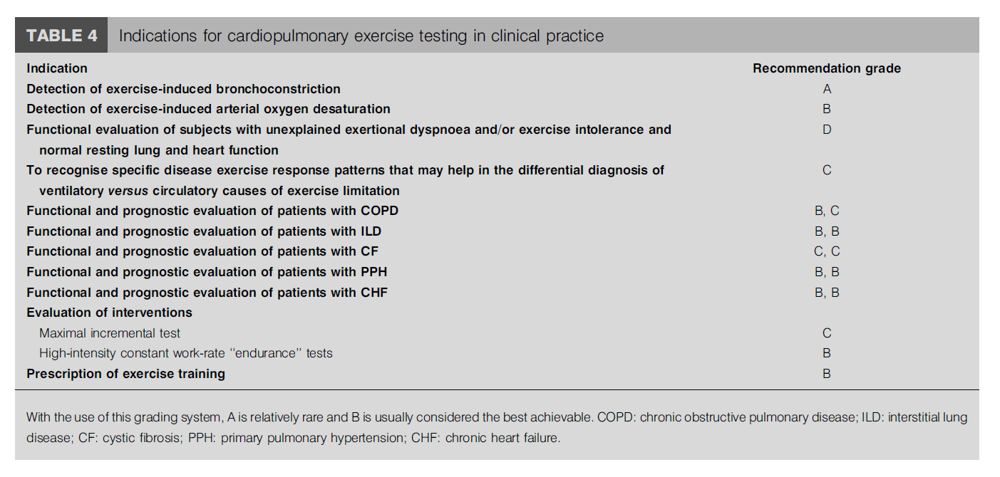 TABLE 4 Indications for cardiopulmonary exercise testing in clinical practice
Indication Recommendation grade
Detection of exercise-induced bronchoconstriction A
Detection of exercise-induced arterial oxygen desaturation B
Functional evaluation of subjects with unexplained exertional dyspnoea and/or exercise intolerance and D
normal resting lung and heart function
To recognise specific disease exercise response patterns that may help in the differential diagnosis of C
ventilatory versus circulatory causes of exercise limitation
Functional and prognostic evaluation of patients with COPD B, C
Functional and prognostic evaluation of patients with ILD B, B
Functional and prognostic evaluation of patients with CF C, C
Functional and prognostic evaluation of patients with PPH B, B
Functional and prognostic evaluation of patients with CHF B, B
Evaluation of interventions
Maximal incremental test C
High-intensity constant work-rate ‘‘endurance’’ tests B
Prescription of exercise training B
With the use of this grading system, A is relatively rare and B is usually considered the best achievable. COPD: chronic obstructive pulmonary disease; ILD: interstitial lung
disease; CF: cystic fibrosis; PPH: primary pulmonary hypertension; CHF: chronic heart failure.